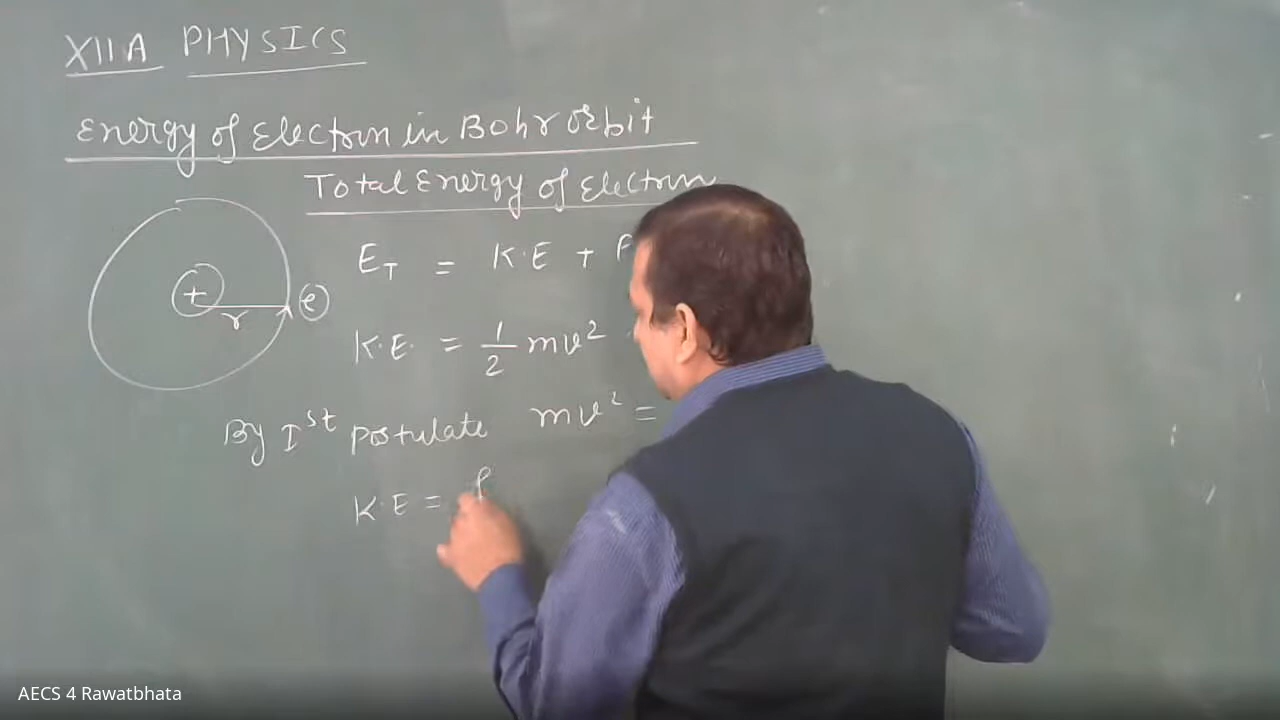 XII A PHYSICS
Energy of Electron in Bohr orbit
Total Energy of Electron
E_T = K.E + P
+ r e
K.E. = 1/2 mv²
By Ist postulate mv² =
K.E =
AECS 4 Rawatbhata